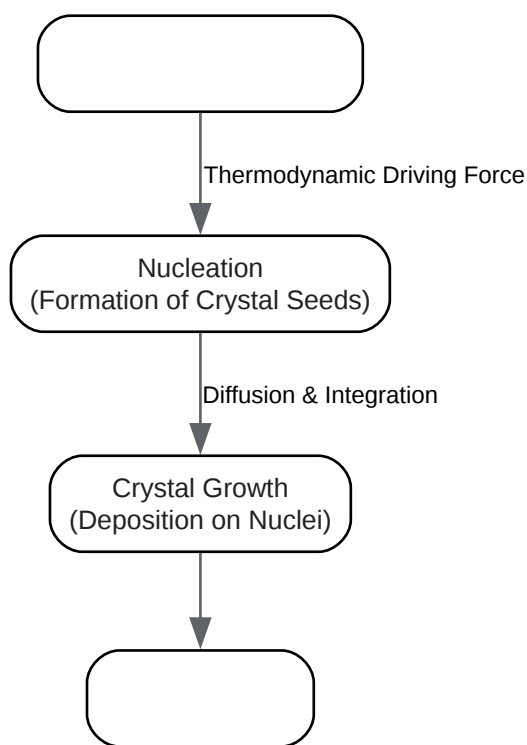 Thermodynamic Driving Force
Nucleation
(Formation of Crystal Seeds)
Diffusion & Integration
Crystal Growth
(Deposition on Nuclei)